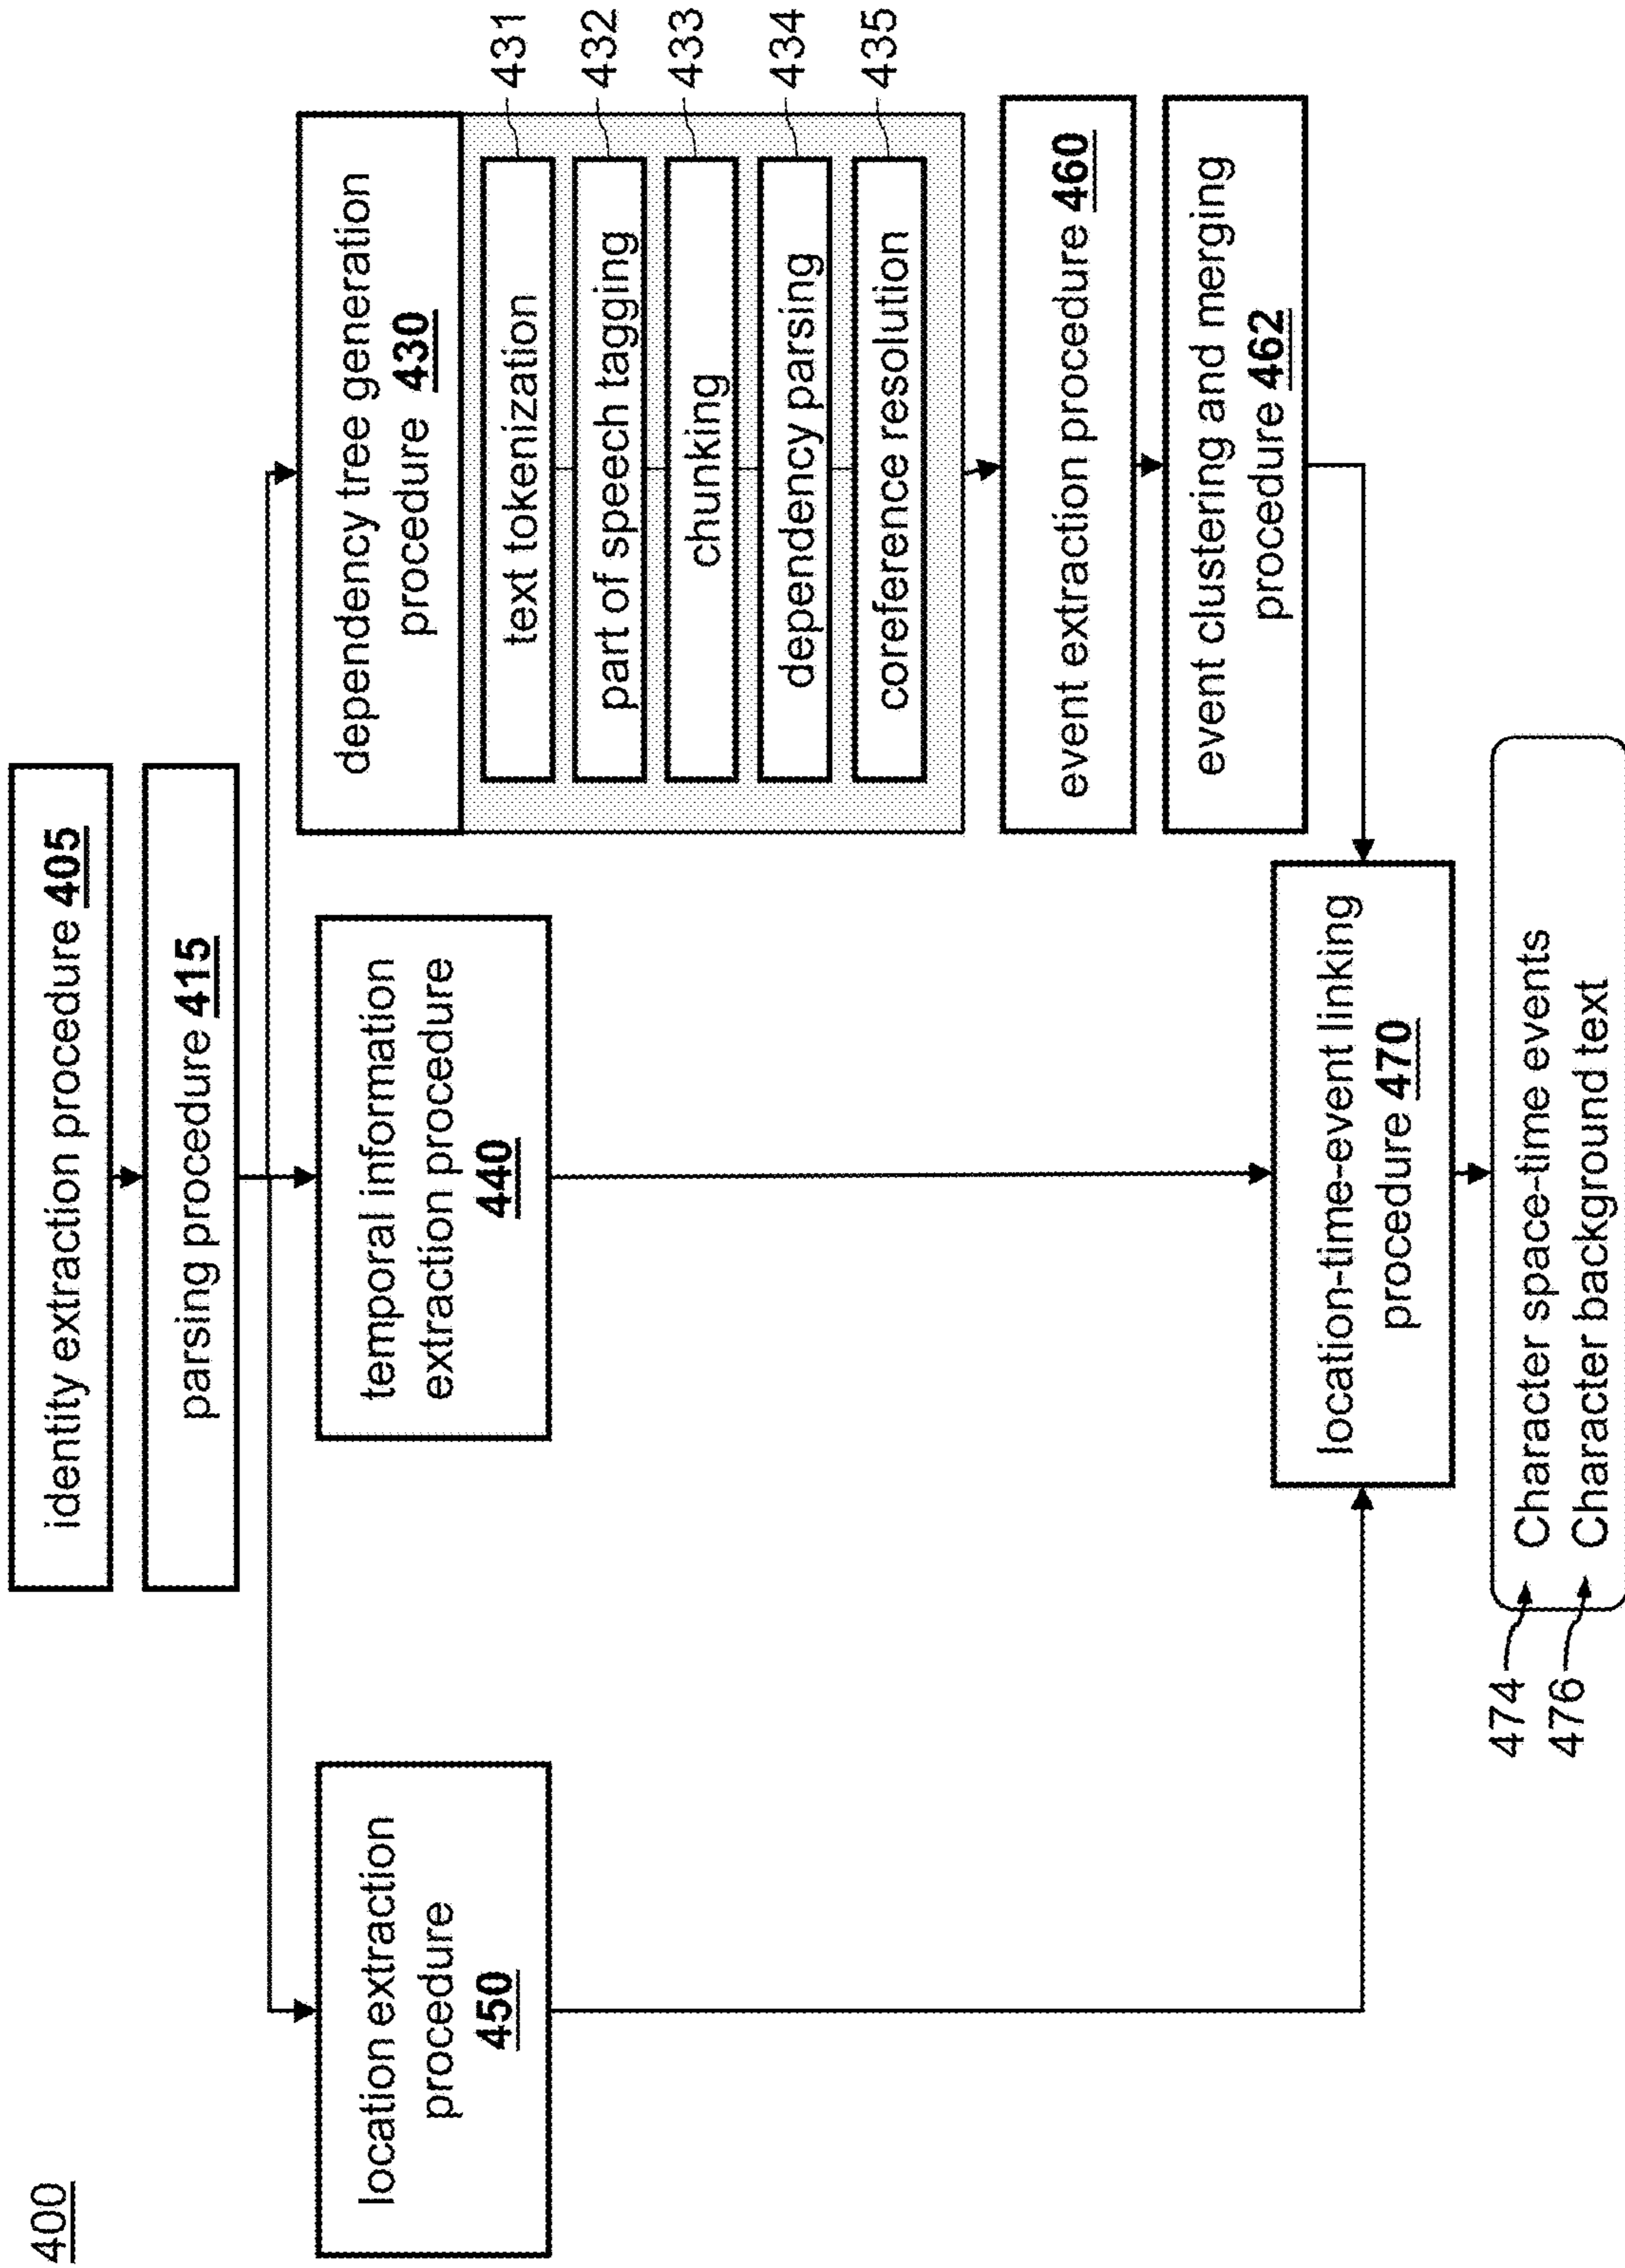 400
identity extraction procedure 405
parsing procedure 415
location extraction
procedure
450
temporal information
extraction procedure
440
dependency tree generation
procedure 430
text tokenization
431
part of speech tagging
432
chunking
433
dependency parsing
434
coreference resolution
435
event extraction procedure 460
event clustering and merging
procedure 462
location-time-event linking
procedure 470
474
Character space-time events
476
Character background text